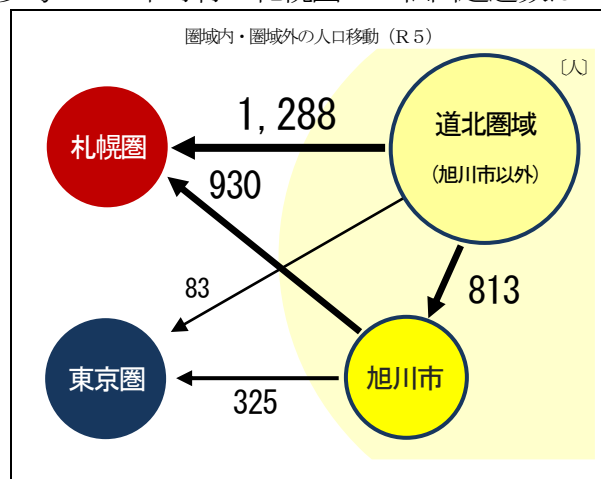 圏域内・圏域外の人口移動（R５）
〔人〕
1,288
道北圏域
(旭川市以外)
札幌圏
930
83
813
東京圏
旭川市
325